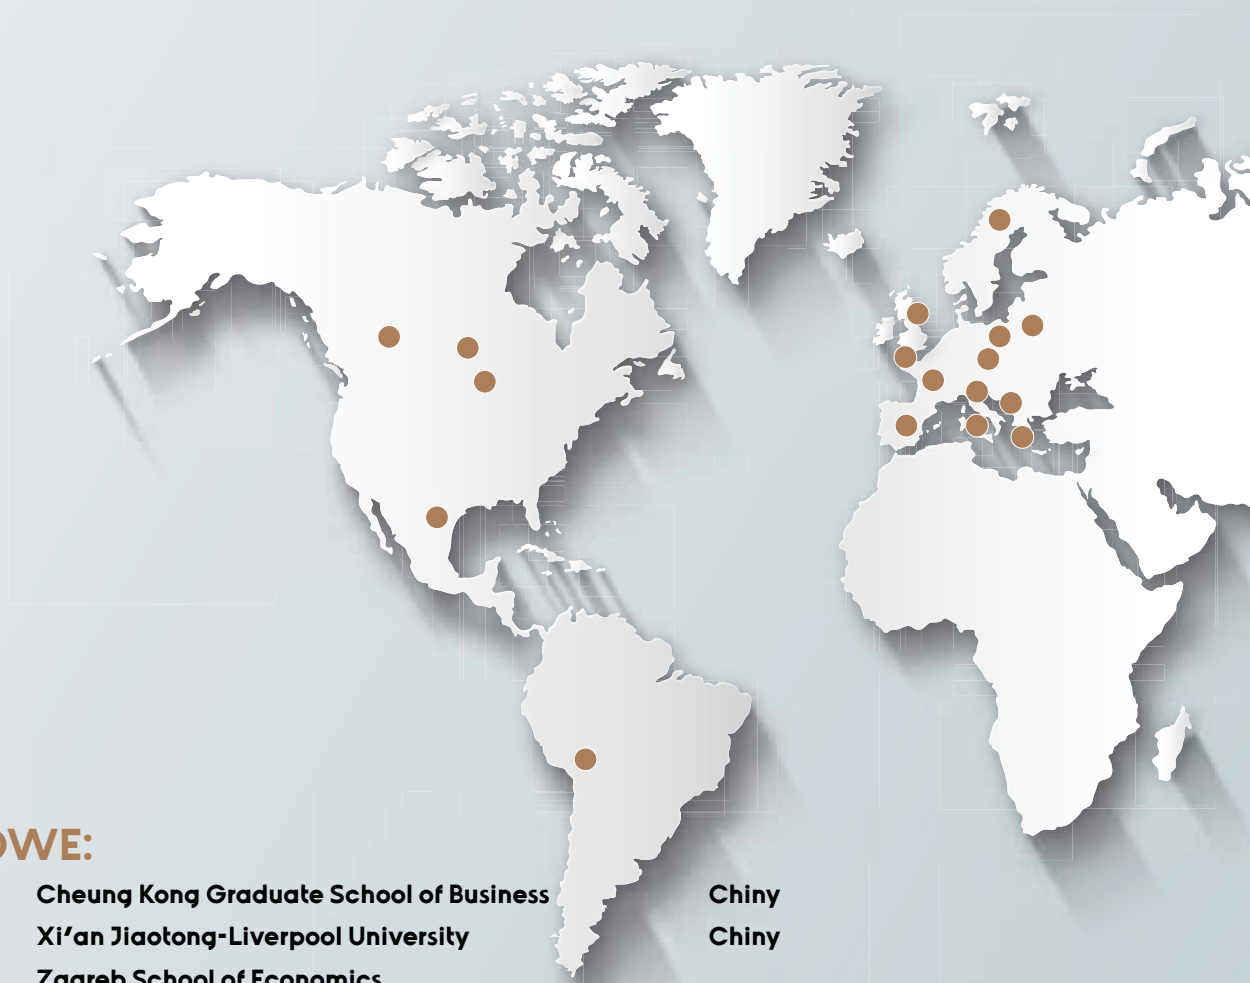 OWE:
Cheung Kong Graduate School of Business Chiny
Xi’an Jiaotong-Liverpool University Chiny
Zagreb School of Economics